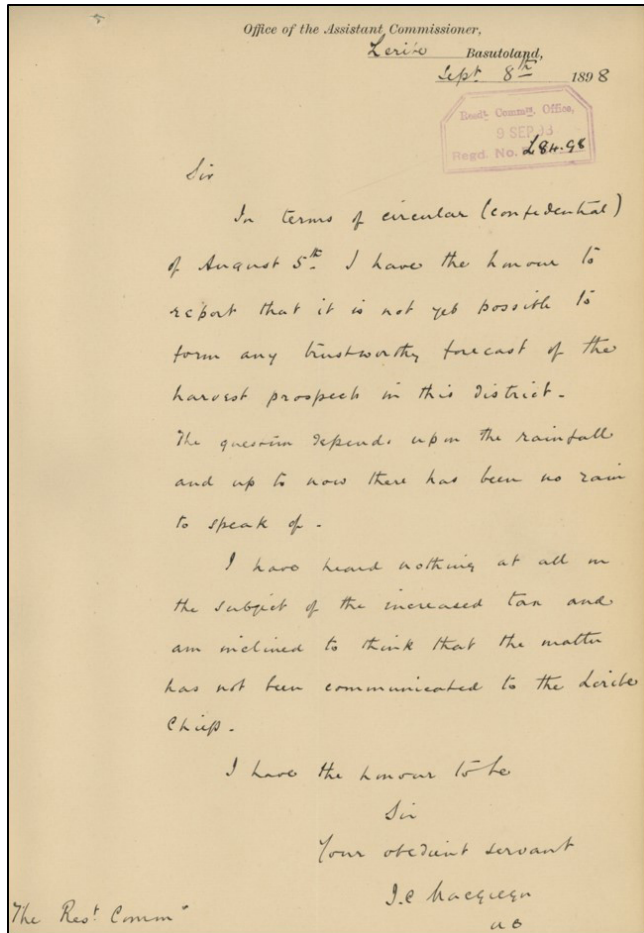 Office of the Assistant Commissioner,
Leribe Basutoland,
Sept. 8th 1898
Resdt. Commrs. Office,
9 SEP 93
Regd. No. L84.98
Sir
In terms of circular (confidential)
of August 5th I have the honour to
report that it is not yet possible to
form any trustworthy forecast of the
harvest prospects in this district.
The question depends upon the rainfall
and up to now there has been no rain
to speak of.
I have heard nothing at all on
the subject of the increased tax and
am inclined to think that the matter
has not been communicated to the Leribe
Chiefs.
I have the honour to be
Sir
Your obedient servant
J.C Macgregor
The Rest. Commr